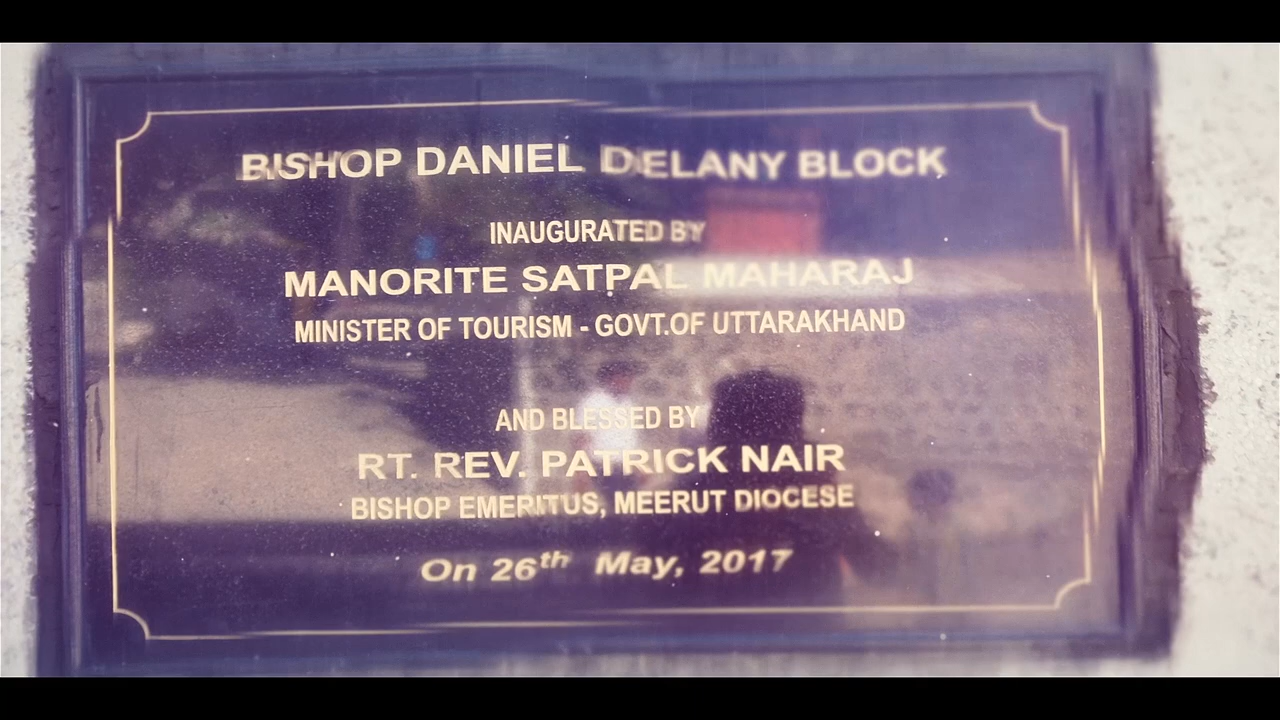 BISHOP DANIEL DELANY BLOCK
INAUGURATED BY
MANORITE SATPAL MAHARAJ
MINISTER OF TOURISM - GOVT.OF UTTARAKHAND
AND BLESSED BY
RT. REV. PATRICK NAIR
BISHOP EMERITUS, MEERUT DIOCESE
On 26th May, 2017